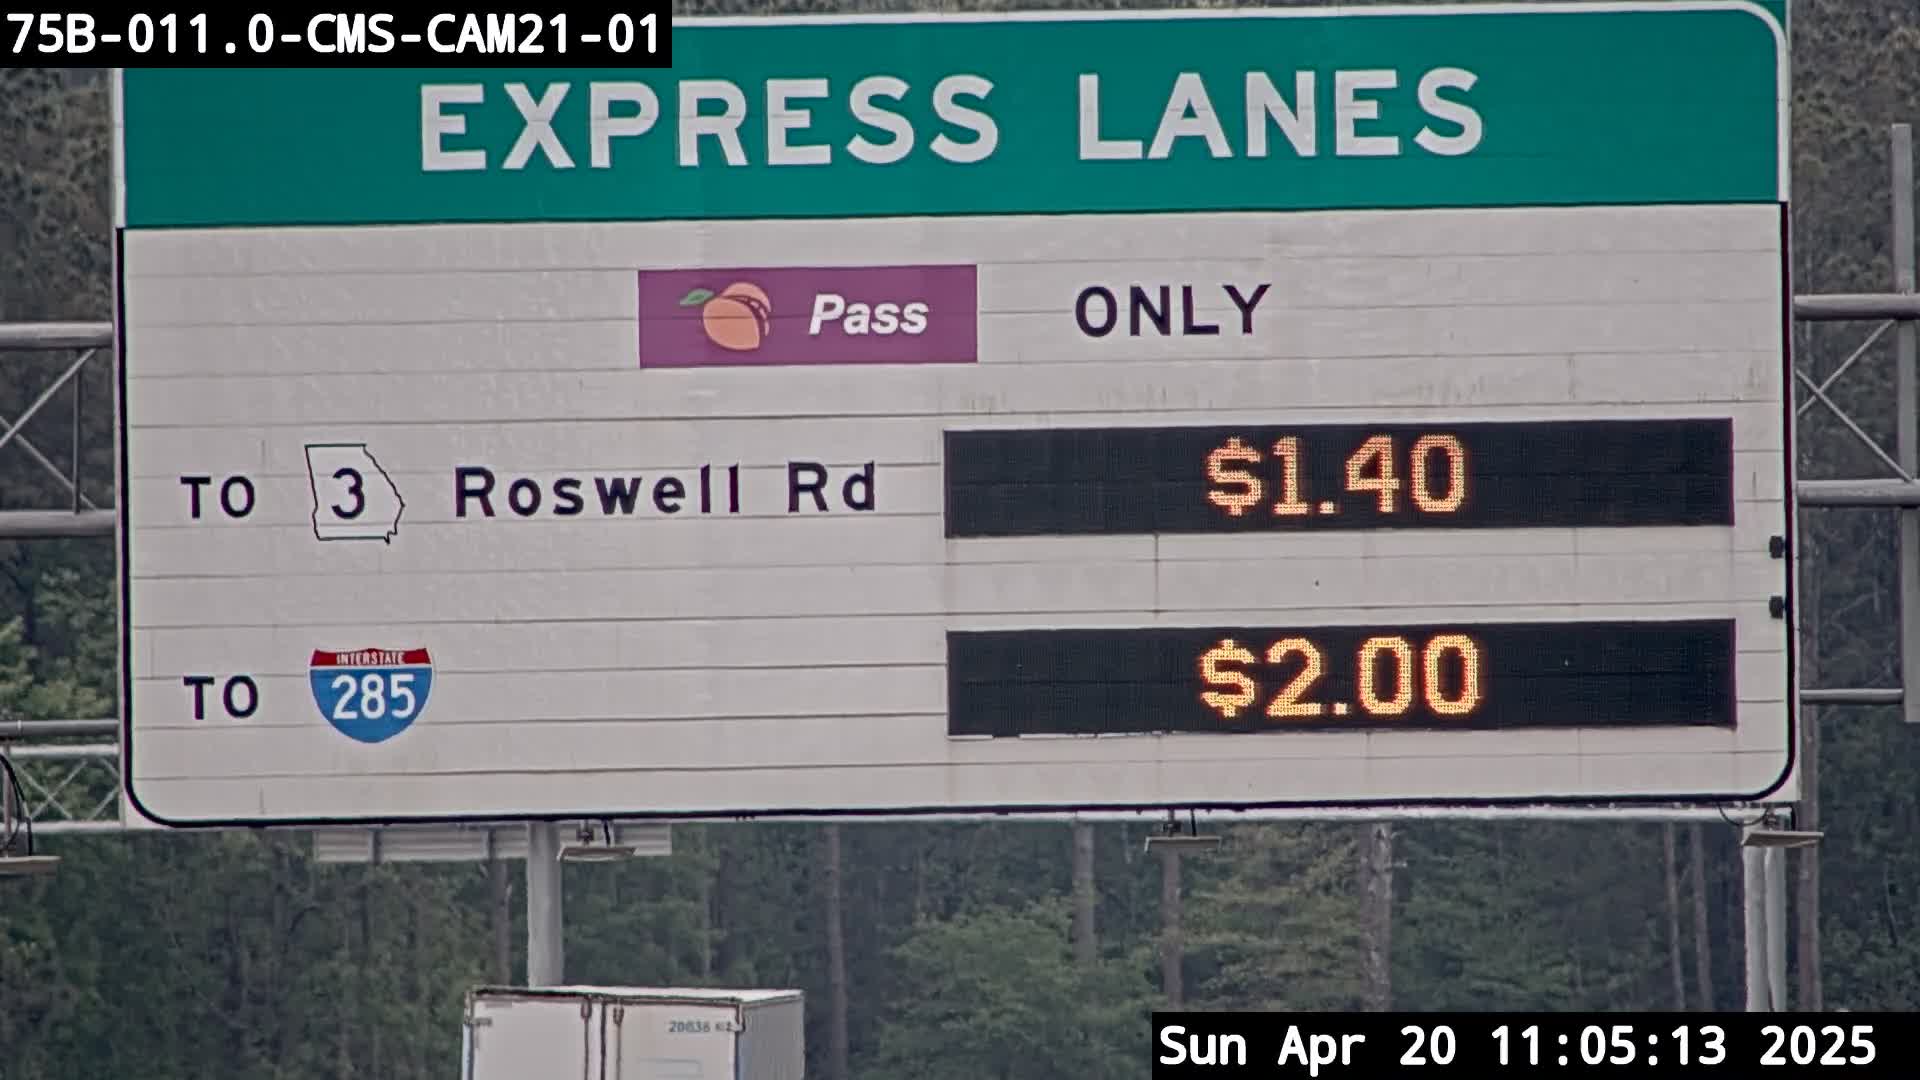 75B-011.0-CMS-CAM21-01
EXPRESS LANES
Pass ONLY
TO 3 Roswell Rd $1.40
TO INTERSTATE 285 $2.00
Sun Apr 20 11:05:13 2025